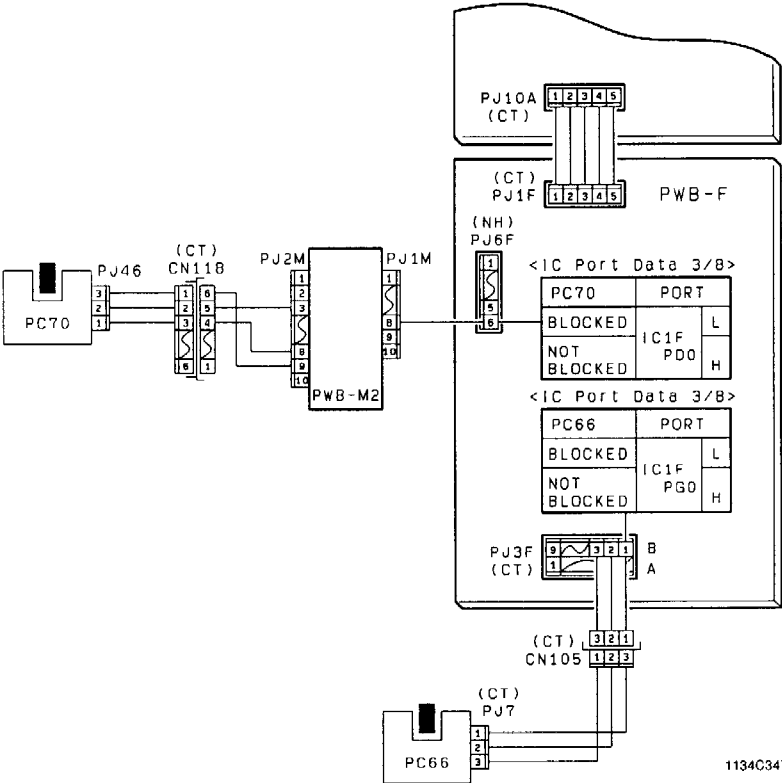 PJ10A
(CT)
1 2 3 4 5
(CT)
PJ1F
1 2 3 4 5
PWB-F
(NH)
PJ6F
1
5
6
<IC Port Data 3/8>
PC70 PORT
BLOCKED L
IC1F
PD0
NOT
BLOCKED H
<IC Port Data 3/8>
PC66 PORT
BLOCKED L
IC1F
PG0
NOT
BLOCKED H
PJ46
3
2
1
PC70
(CT)
CN118
1 6
2 5
3 4
6 1
PJ2M
1
2
3
8
9
10
PWB-M2
PJ1M
1
8
9
10
PJ3F
(CT)
9 3 2 1 B
1 A
(CT)
CN105
3 2 1
1 2 3
(CT)
PJ7
1
2
3
PC66
1134C34